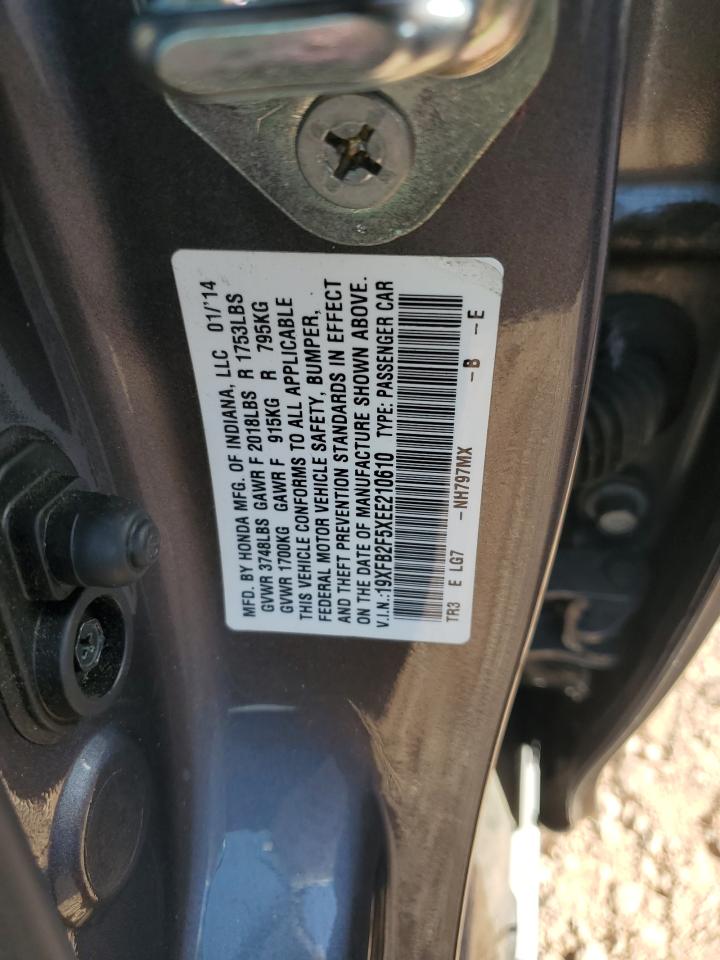 MFD. BY HONDA MFG. OF INDIANA, LLC 01/'14
GVWR 3748LBS GAWR F 2018LBS R 1753LBS
GVWR 1700KG GAWR F 915KG R 795KG
THIS VEHICLE CONFORMS TO ALL APPLICABLE
FEDERAL MOTOR VEHICLE SAFETY, BUMPER,
AND THEFT PREVENTION STANDARDS IN EFFECT
ON THE DATE OF MANUFACTURE SHOWN ABOVE.
V.I.N.:19XFB2F5XEE210610 TYPE: PASSENGER CAR
TR3 E LG7 -NH797MX -B -E